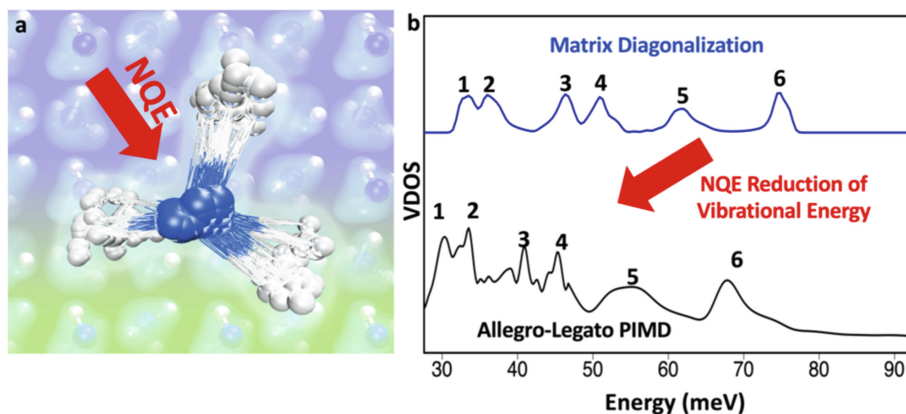 a
NQE
b
Matrix Diagonalization
1 2 3 4 5 6
NQE Reduction of
Vibrational Energy
VDOS
1 2 3 4 5 6
Allegro-Legato PIMD
30 40 50 60 70 80 90
Energy (meV)